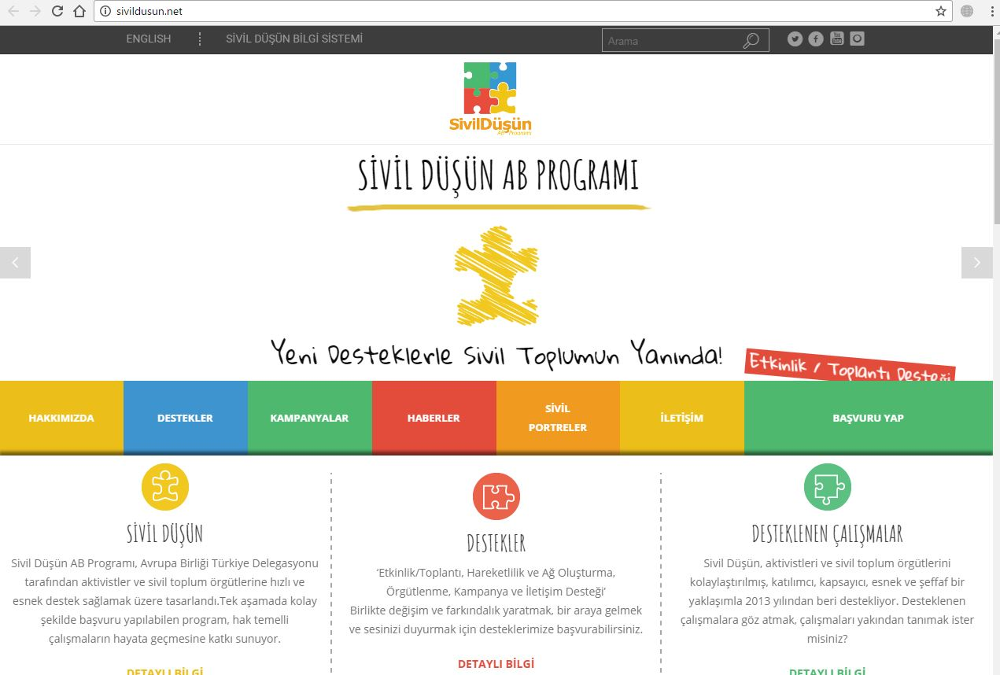 sivildusun.net
ENGLISH
SİVİL DÜŞÜN BİLGİ SİSTEMİ
Arama
You
Tube
SivilDüşün
AB Programı
SİVİL DÜŞÜN AB PROGRAMI
Yeni Desteklerle Sivil Toplumun Yanında!
Etkinlik / Toplantı Desteği
HAKKIMIZDA
DESTEKLER
KAMPANYALAR
HABERLER
SİVİL
PORTRELER
İLETİŞİM
BAŞVURU YAP
SİVİL DÜŞÜN
Sivil Düşün AB Programı, Avrupa Birliği Türkiye Delegasyonu
tarafından aktivistler ve sivil toplum örgütlerine hızlı ve
esnek destek sağlamak üzere tasarlandı.Tek aşamada kolay
şekilde başvuru yapılabilen program, hak temelli
çalışmaların hayata geçmesine katkı sunuyor.
DETAYLI BİLGİ
DESTEKLER
‘Etkinlik/Toplantı, Hareketlilik ve Ağ Oluşturma,
Örgütlenme, Kampanya ve İletişim Desteği’
Birlikte değişim ve farkındalık yaratmak, bir araya gelmek
ve sesinizi duyurmak için desteklerimize başvurabilirsiniz.
DETAYLI BİLGİ
DESTEKLENEN ÇALIŞMALAR
Sivil Düşün, aktivistleri ve sivil toplum örgütlerini
kolaylaştırılmış, katılımcı, kapsayıcı, esnek ve şeffaf bir
yaklaşımla 2013 yılından beri destekliyor. Desteklenen
çalışmalara göz atmak, çalışmaları yakından tanımak ister
misiniz?
DETAYLI BİLGİ